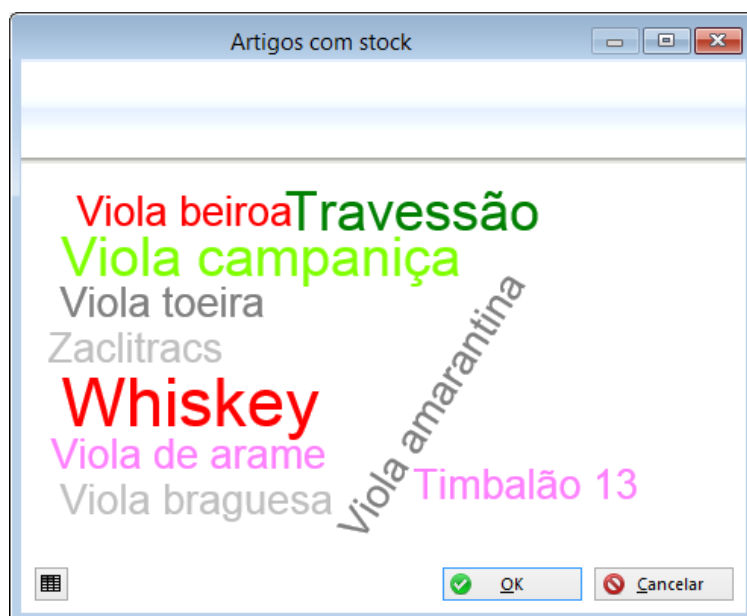 Artigos com stock
Viola beiroa
Travessão
Viola campaniça
Viola toeira
Zaclitracs
Whiskey
Viola de arame
Viola amarantina
Timbalão 13
Viola braguesa
OK
Cancelar